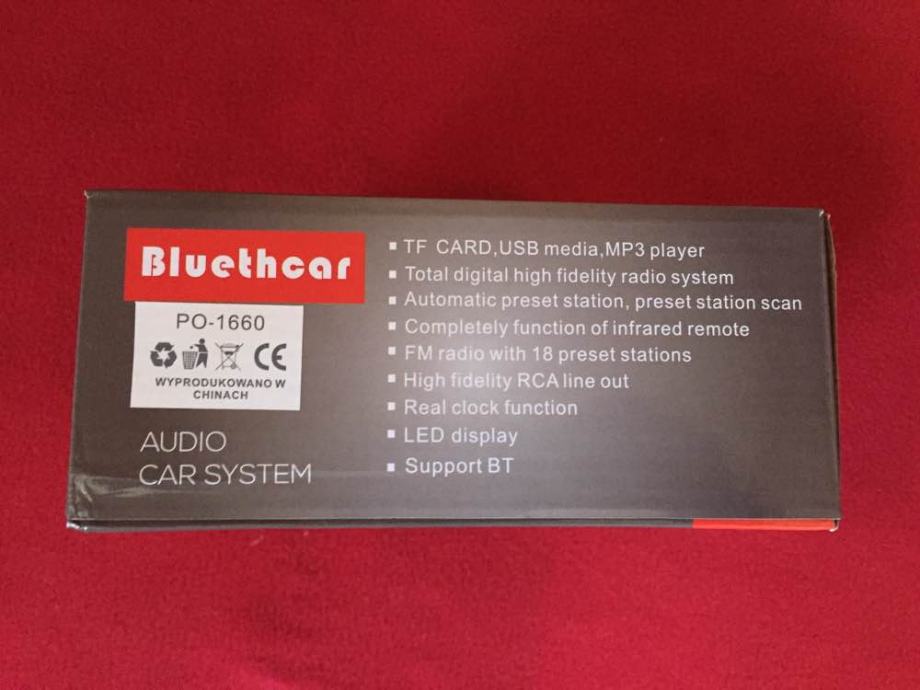 Bluethcar
PO-1660
CE
WYPRODUKOWANO W
CHINACH
AUDIO
CAR SYSTEM
TF CARD,USB media,MP3 player
Total digital high fidelity radio system
Automatic preset station, preset station scan
Completely function of infrared remote
FM radio with 18 preset stations
High fidelity RCA line out
Real clock function
LED display
Support BT